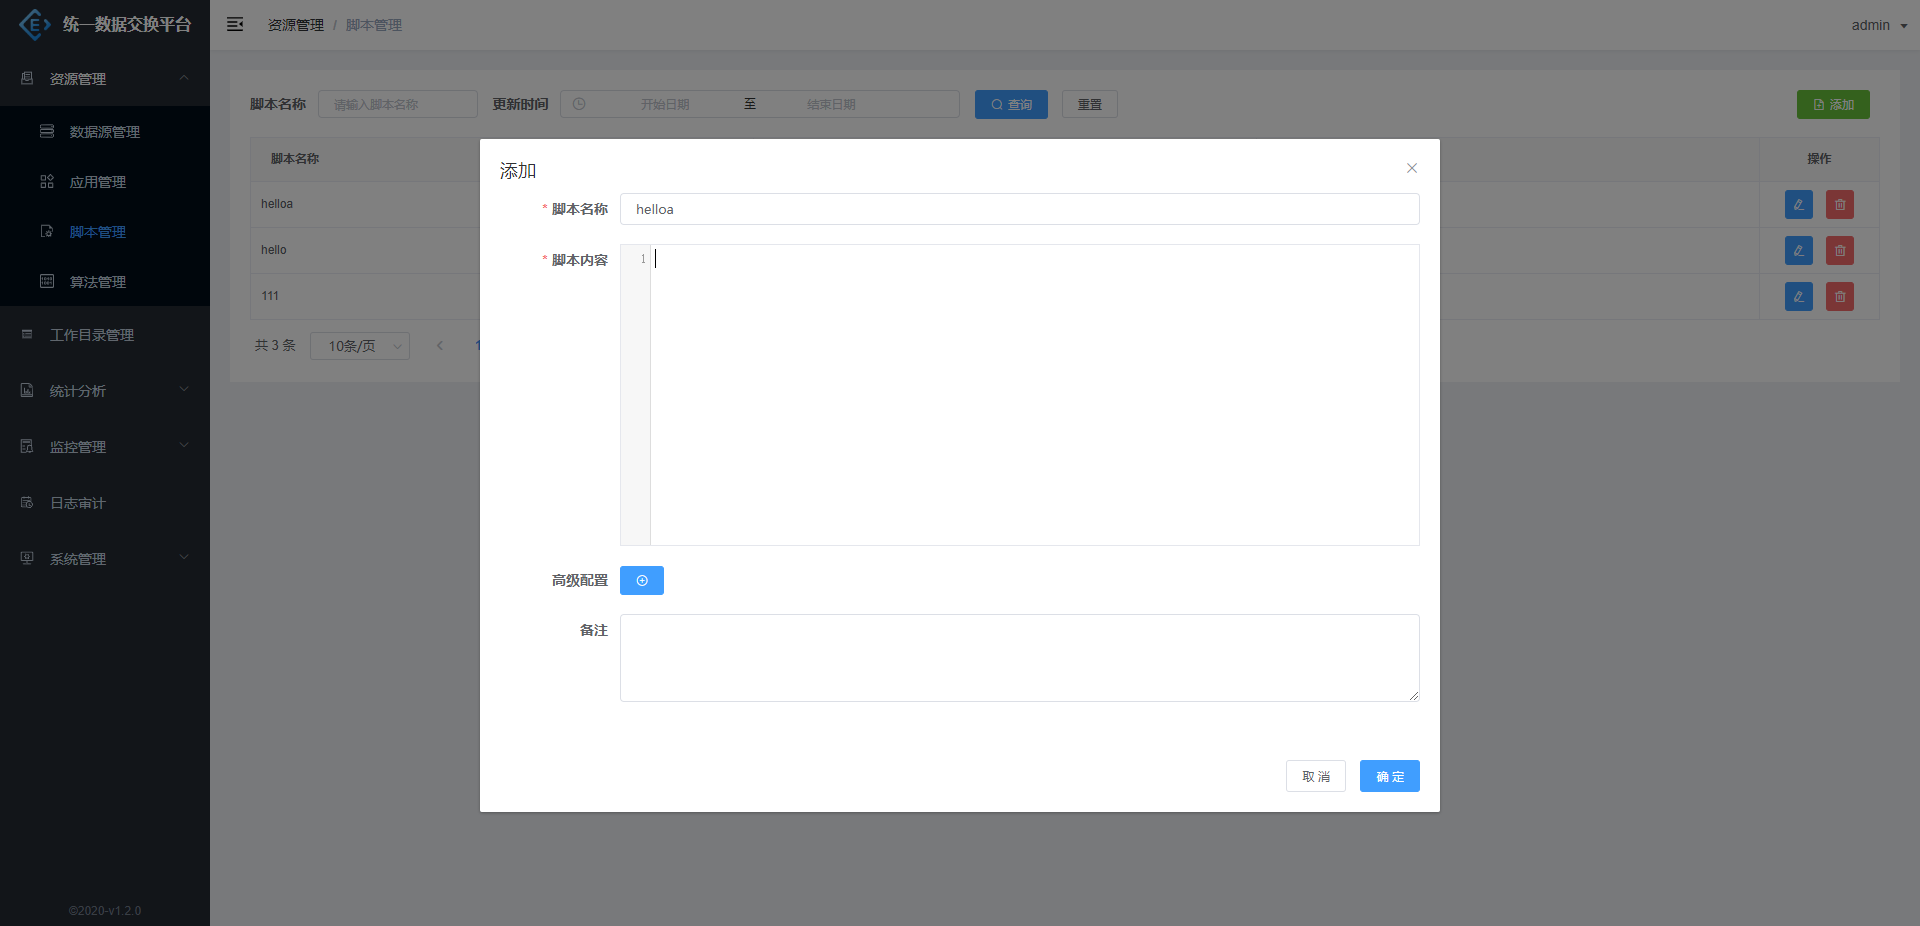 统一数据交换平台
资源管理 / 脚本管理
admin
资源管理
数据源管理
应用管理
脚本管理
算法管理
工作目录管理
统计分析
监控管理
日志审计
系统管理
©2020-v1.2.0
脚本名称 请输入脚本名称 更新时间 开始日期 至 结束日期 查询 重置 添加
脚本名称 操作
helloa
hello
111
共 3 条 10条/页
添加
* 脚本名称 helloa
* 脚本内容 1
高级配置
备注
取 消 确 定